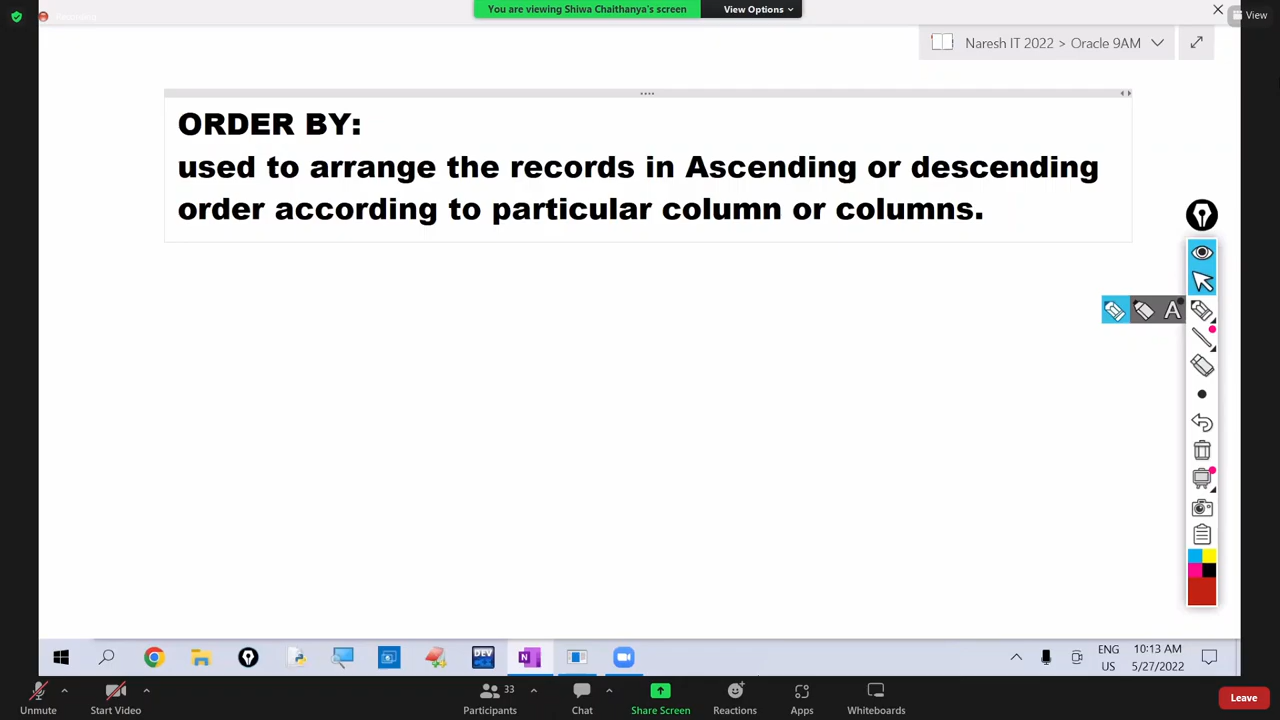 You are viewing Shiwa Chaithanya's screen
View Options
View
Naresh IT 2022 > Oracle 9AM
ORDER BY:
used to arrange the records in Ascending or descending
order according to particular column or columns.
A
DEV
N
ENG
US
10:13 AM
5/27/2022
Unmute
Start Video
33
Participants
Chat
Share Screen
Reactions
Apps
Whiteboards
Leave